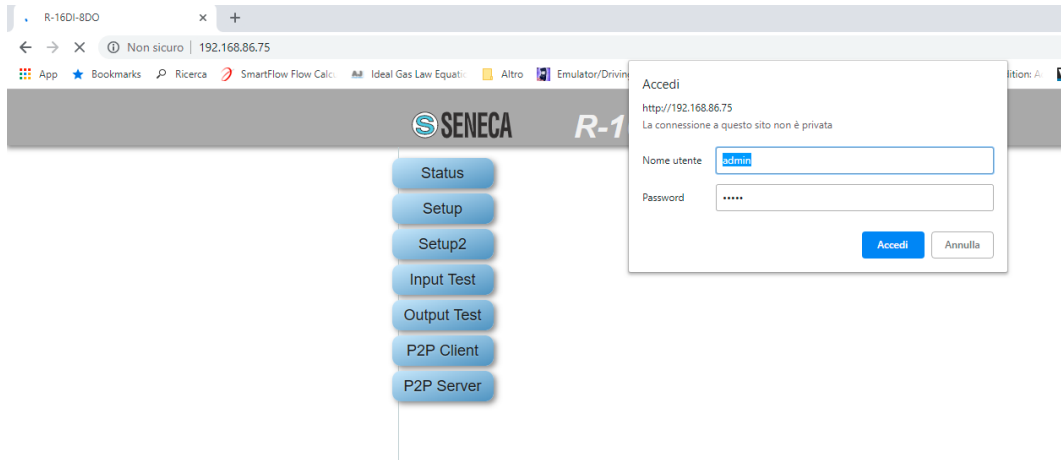 R-16DI-8DO
Non sicuro | 192.168.86.75
App Bookmarks Ricerca SmartFlow Flow Calc Ideal Gas Law Equatic Altro Emulator/Driving
Accedi
http://192.168.86.75
La connessione a questo sito non è privata
Nome utente admin
Password •••••
Accedi Annulla
SENECA R-1
Status
Setup
Setup2
Input Test
Output Test
P2P Client
P2P Server